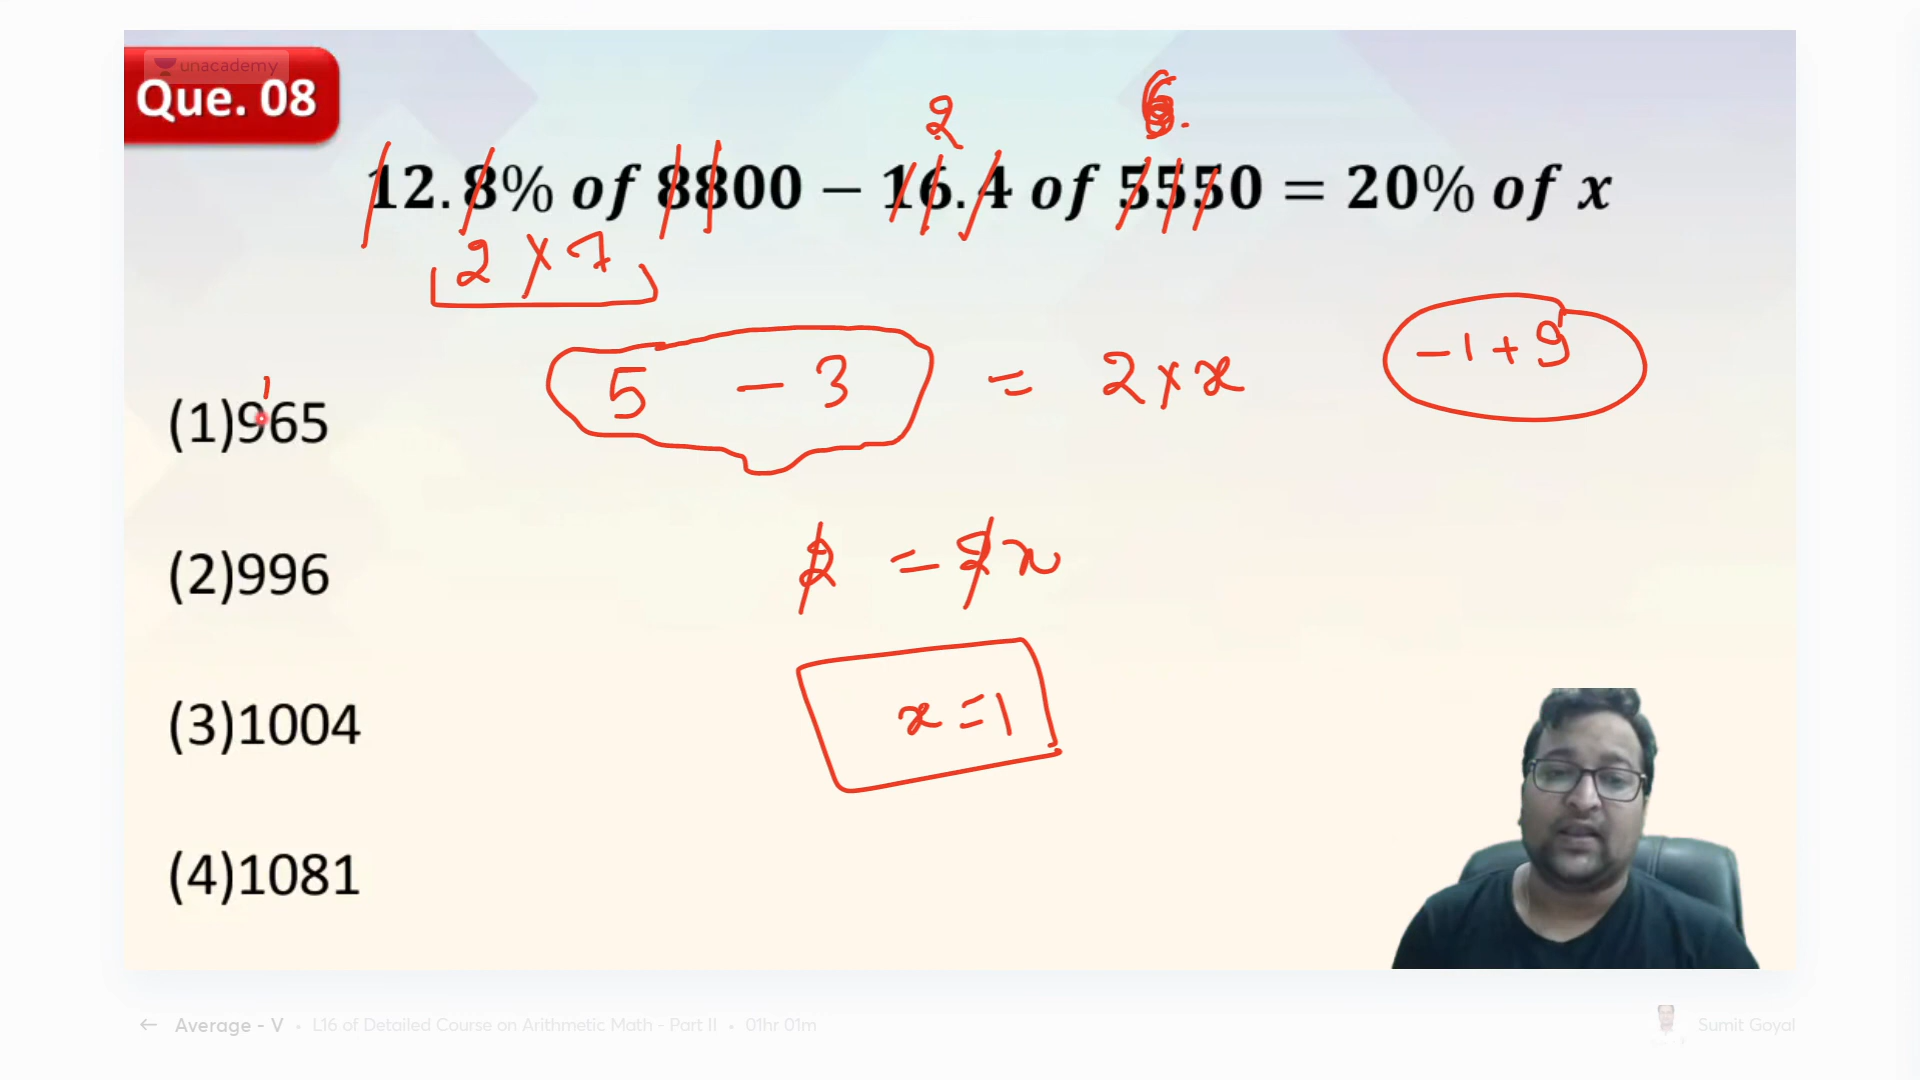 unacademy
Que. 08
2 6
12.8% of 8800 − 16.4 of 5550 = 20% of x
2 × 7
-1 + 9
5 - 3 = 2 × x
1
(1)965
2 = 2x
(2)996
x = 1
(3)1004
(4)1081
← Average - V • L16 of Detailed Course on Arithmetic Math - Part II • 01hr 01m
Sumit Goyal